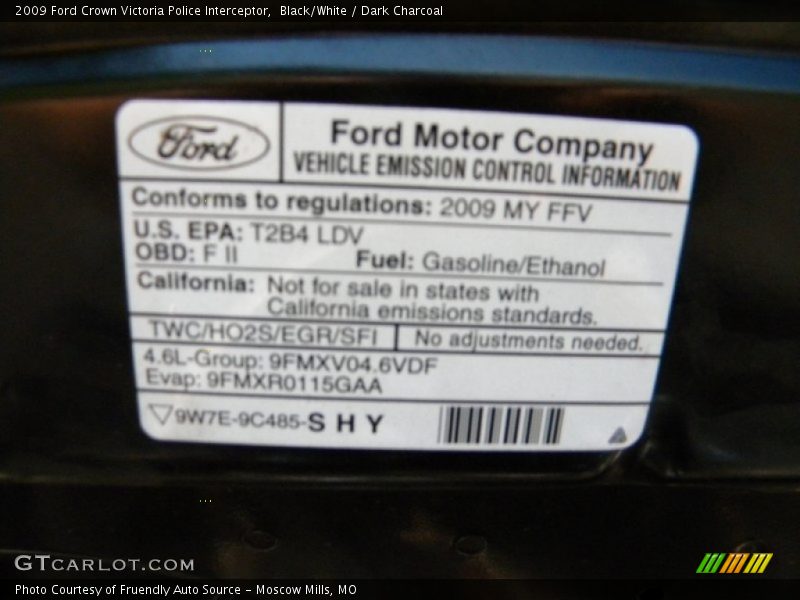 2009 Ford Crown Victoria Police Interceptor, Black/White / Dark Charcoal
Ford
Ford Motor Company
VEHICLE EMISSION CONTROL INFORMATION
Conforms to regulations: 2009 MY FFV
U.S. EPA: T2B4 LDV
OBD: F II Fuel: Gasoline/Ethanol
California: Not for sale in states with
California emissions standards.
TWC/HO2S/EGR/SFI No adjustments needed.
4.6L-Group: 9FMXV04.6VDF
Evap: 9FMXR0115GAA
9W7E-9C485-SHY
GTCARLOT.COM
Photo Courtesy of Fruendly Auto Source - Moscow Mills, MO